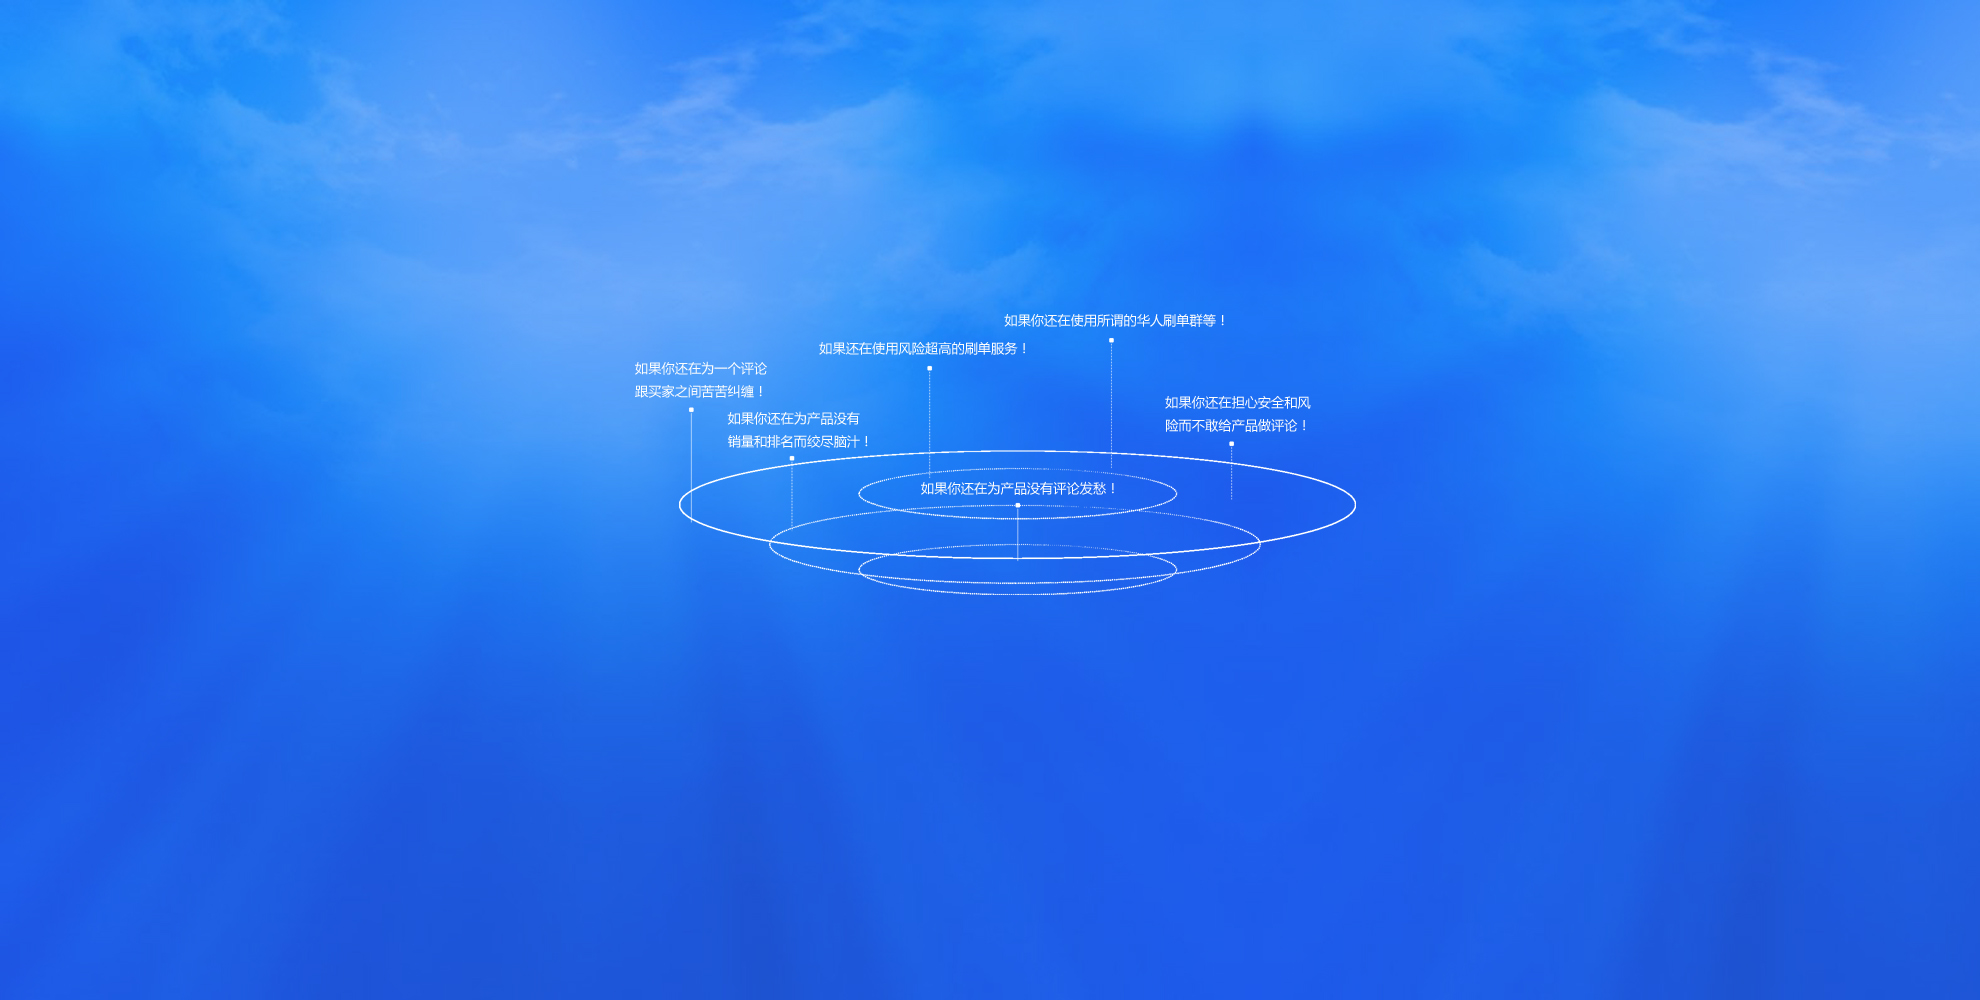 如果你还在使用所谓的华人刷单群等！
如果还在使用风险超高的刷单服务！
如果你还在为一个评论
跟买家之间苦苦纠缠！
如果你还在担心安全和风
险而不敢给产品做评论！
如果你还在为产品没有
销量和排名而绞尽脑汁！
如果你还在为产品没有评论发愁！